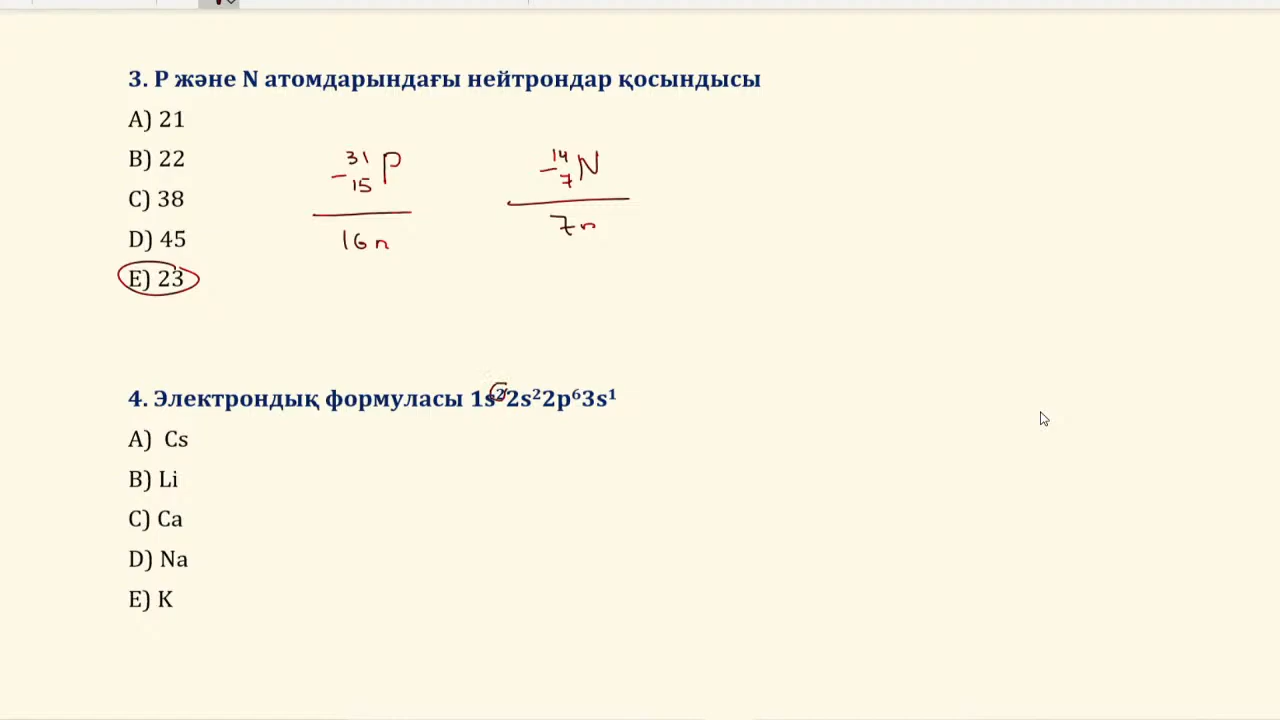 3. P және N атомдарындағы нейтрондар қосындысы
A) 21
B) 22
C) 38
D) 45
E) 23
31 15 P
14 7 N
16 n
7 n
4. Электрондық формуласы 1s²2s²2p⁶3s¹
A) Cs
B) Li
C) Ca
D) Na
E) K